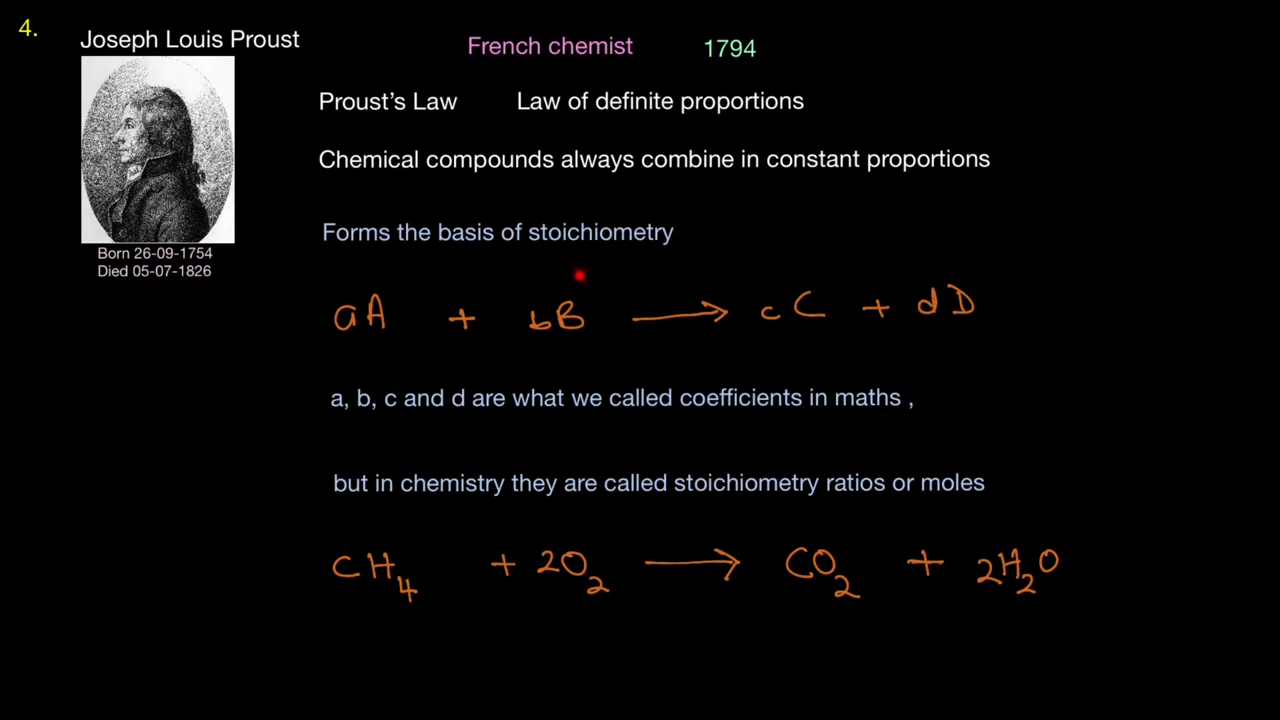 4.
Joseph Louis Proust
French chemist 1794
Proust’s Law Law of definite proportions
Chemical compounds always combine in constant proportions
Forms the basis of stoichiometry
Born 26-09-1754
Died 05-07-1826
aA + bB → cC + dD
a, b, c and d are what we called coefficients in maths ,
but in chemistry they are called stoichiometry ratios or moles
CH₄ + 2O₂ → CO₂ + 2H₂O